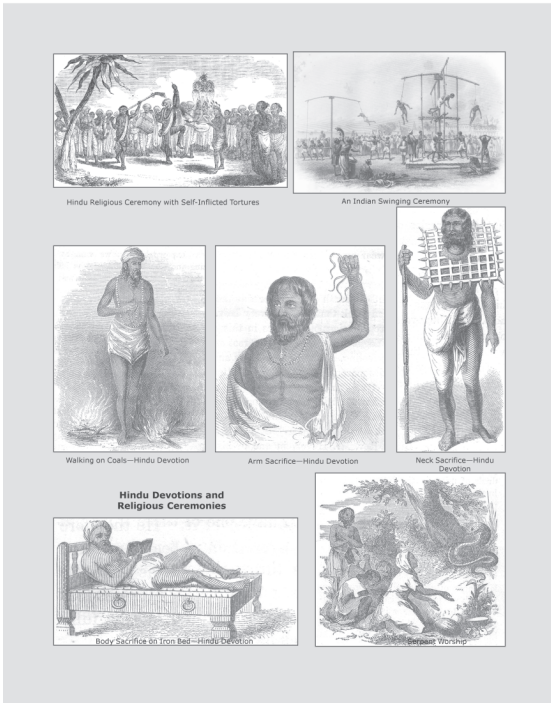 Hindu Religious Ceremony with Self-Inflicted Tortures
An Indian Swinging Ceremony
Walking on Coals—Hindu Devotion
Arm Sacrifice—Hindu Devotion
Neck Sacrifice—Hindu
Devotion
Hindu Devotions and
Religious Ceremonies
Body Sacrifice on Iron Bed—Hindu Devotion
Serpent Worship